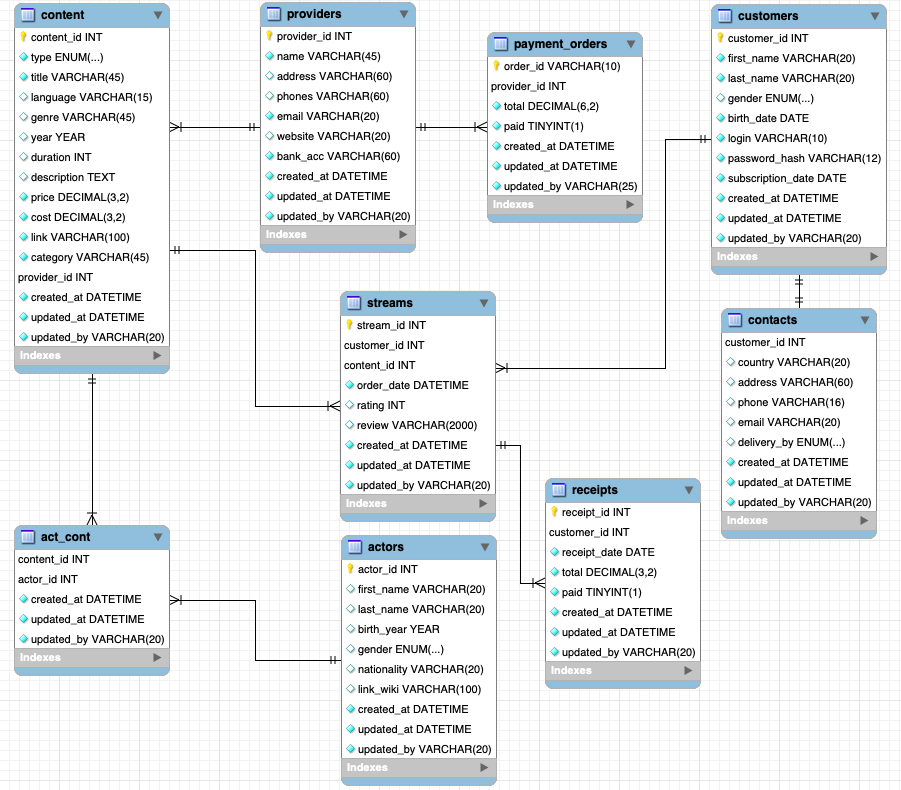 content
content_id INT
type ENUM(...)
title VARCHAR(45)
language VARCHAR(15)
genre VARCHAR(45)
year YEAR
duration INT
description TEXT
price DECIMAL(3,2)
cost DECIMAL(3,2)
link VARCHAR(100)
category VARCHAR(45)
provider_id INT
created_at DATETIME
updated_at DATETIME
updated_by VARCHAR(20)
Indexes
providers
provider_id INT
name VARCHAR(45)
address VARCHAR(60)
phones VARCHAR(60)
email VARCHAR(20)
website VARCHAR(20)
bank_acc VARCHAR(60)
created_at DATETIME
updated_at DATETIME
updated_by VARCHAR(20)
Indexes
payment_orders
order_id VARCHAR(10)
provider_id INT
total DECIMAL(6,2)
paid TINYINT(1)
created_at DATETIME
updated_at DATETIME
updated_by VARCHAR(25)
Indexes
customers
customer_id INT
first_name VARCHAR(20)
last_name VARCHAR(20)
gender ENUM(...)
birth_date DATE
login VARCHAR(10)
password_hash VARCHAR(12)
subscription_date DATE
created_at DATETIME
updated_at DATETIME
updated_by VARCHAR(20)
Indexes
streams
stream_id INT
customer_id INT
content_id INT
order_date DATETIME
rating INT
review VARCHAR(2000)
created_at DATETIME
updated_at DATETIME
updated_by VARCHAR(20)
Indexes
contacts
customer_id INT
country VARCHAR(20)
address VARCHAR(60)
phone VARCHAR(16)
email VARCHAR(20)
delivery_by ENUM(...)
created_at DATETIME
updated_at DATETIME
updated_by VARCHAR(20)
Indexes
act_cont
content_id INT
actor_id INT
created_at DATETIME
updated_at DATETIME
updated_by VARCHAR(20)
Indexes
actors
actor_id INT
first_name VARCHAR(20)
last_name VARCHAR(20)
birth_year YEAR
gender ENUM(...)
nationality VARCHAR(20)
link_wiki VARCHAR(100)
created_at DATETIME
updated_at DATETIME
updated_by VARCHAR(20)
Indexes
receipts
receipt_id INT
customer_id INT
receipt_date DATE
total DECIMAL(3,2)
paid TINYINT(1)
created_at DATETIME
updated_at DATETIME
updated_by VARCHAR(20)
Indexes